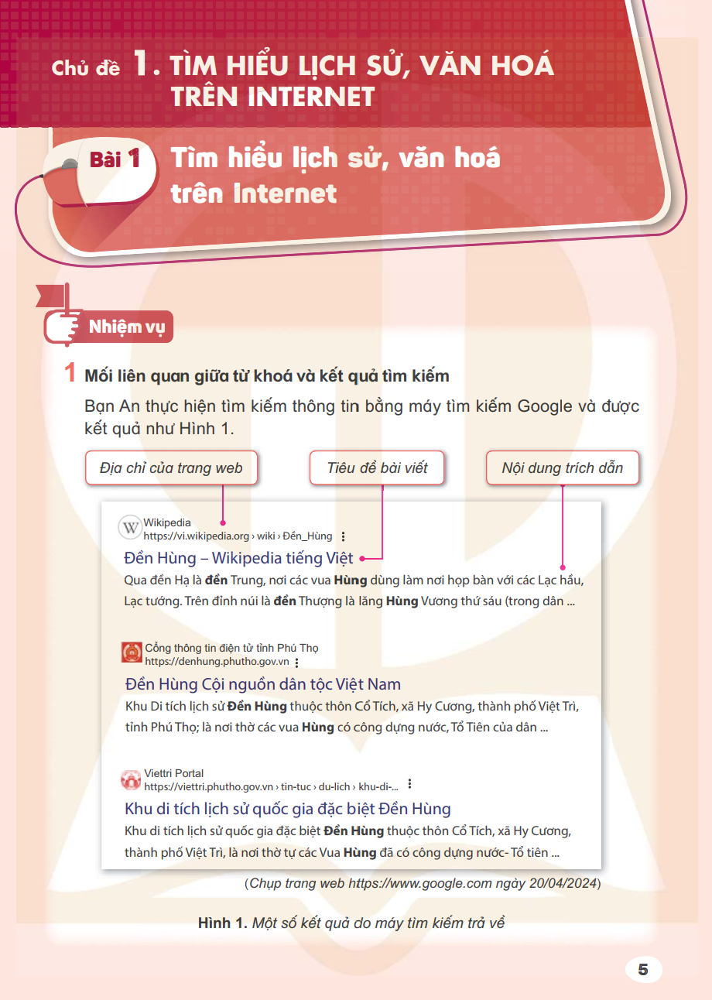 Chủ đề 1. TÌM HIỂU LỊCH SỬ, VĂN HOÁ
TRÊN INTERNET
Bài 1
Tìm hiểu lịch sử, văn hoá
trên Internet
Nhiệm vụ
1 Mối liên quan giữa từ khoá và kết quả tìm kiếm
Bạn An thực hiện tìm kiếm thông tin bằng máy tìm kiếm Google và được
kết quả như Hình 1.
Địa chỉ của trang web
Tiêu đề bài viết
Nội dung trích dẫn
W
Wikipedia
https://vi.wikipedia.org › wiki › Đền_Hùng
Đền Hùng – Wikipedia tiếng Việt
Qua đền Hạ là đền Trung, nơi các vua Hùng dùng làm nơi họp bàn với các Lạc hầu,
Lạc tướng. Trên đỉnh núi là đền Thượng là lăng Hùng Vương thứ sáu (trong dân ...
Cổng thông tin điện tử tỉnh Phú Thọ
https://denhung.phutho.gov.vn
Đền Hùng Cội nguồn dân tộc Việt Nam
Khu Di tích lịch sử Đền Hùng thuộc thôn Cổ Tích, xã Hy Cương, thành phố Việt Trì,
tỉnh Phú Thọ; là nơi thờ các vua Hùng có công dựng nước, Tổ Tiên của dân ...
Viettri Portal
https://viettri.phutho.gov.vn › tin-tuc › du-lich › khu-di-...
Khu di tích lịch sử quốc gia đặc biệt Đền Hùng
Khu di tích lịch sử quốc gia đặc biệt Đền Hùng thuộc thôn Cổ Tích, xã Hy Cương,
thành phố Việt Trì, là nơi thờ tự các Vua Hùng đã có công dựng nước- Tổ tiên ...
(Chụp trang web https://www.google.com ngày 20/04/2024)
Hình 1. Một số kết quả do máy tìm kiếm trả về
5